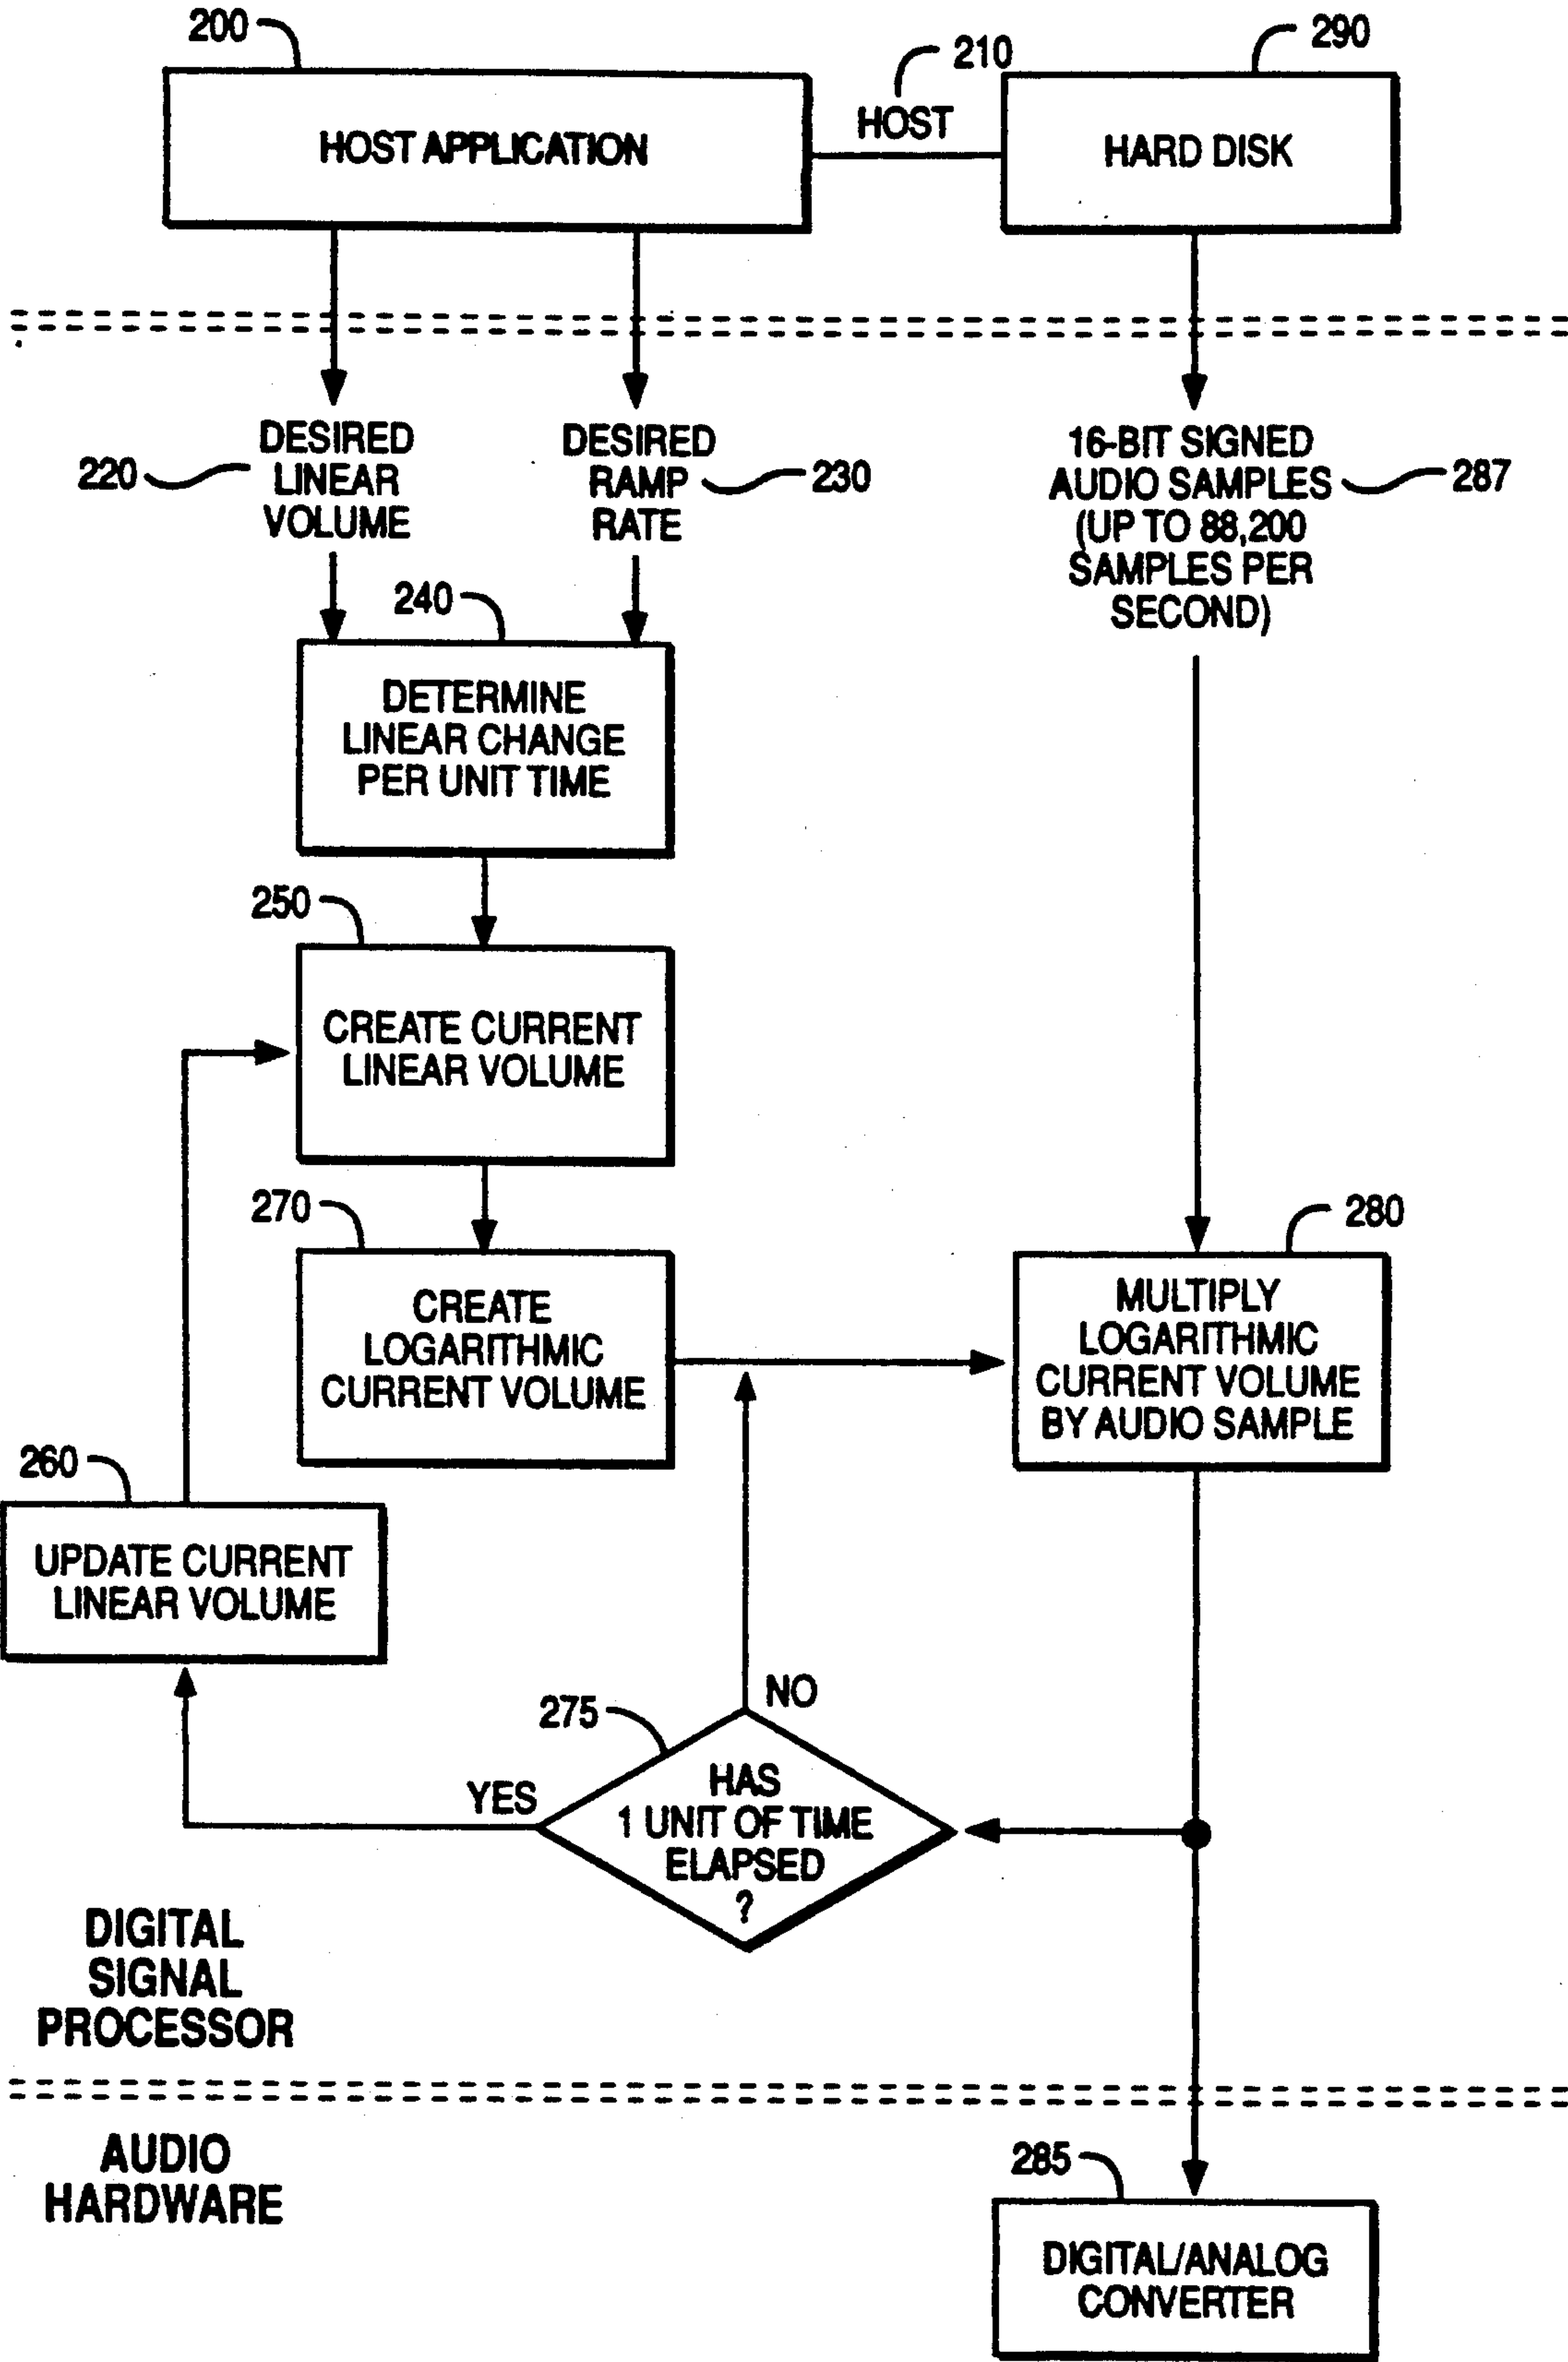 200
210
290
HOST APPLICATION
HOST
HARD DISK
DESIRED
LINEAR
VOLUME
220
DESIRED
RAMP
RATE
230
16-BIT SIGNED
AUDIO SAMPLES
(UP TO 88,200
SAMPLES PER
SECOND)
287
240
DETERMINE
LINEAR CHANGE
PER UNIT TIME
250
CREATE CURRENT
LINEAR VOLUME
270
CREATE
LOGARITHMIC
CURRENT VOLUME
280
MULTIPLY
LOGARITHMIC
CURRENT VOLUME
BY AUDIO SAMPLE
260
UPDATE CURRENT
LINEAR VOLUME
275
NO
YES
HAS
1 UNIT OF TIME
ELAPSED
?
DIGITAL
SIGNAL
PROCESSOR
AUDIO
HARDWARE
285
DIGITAL/ANALOG
CONVERTER